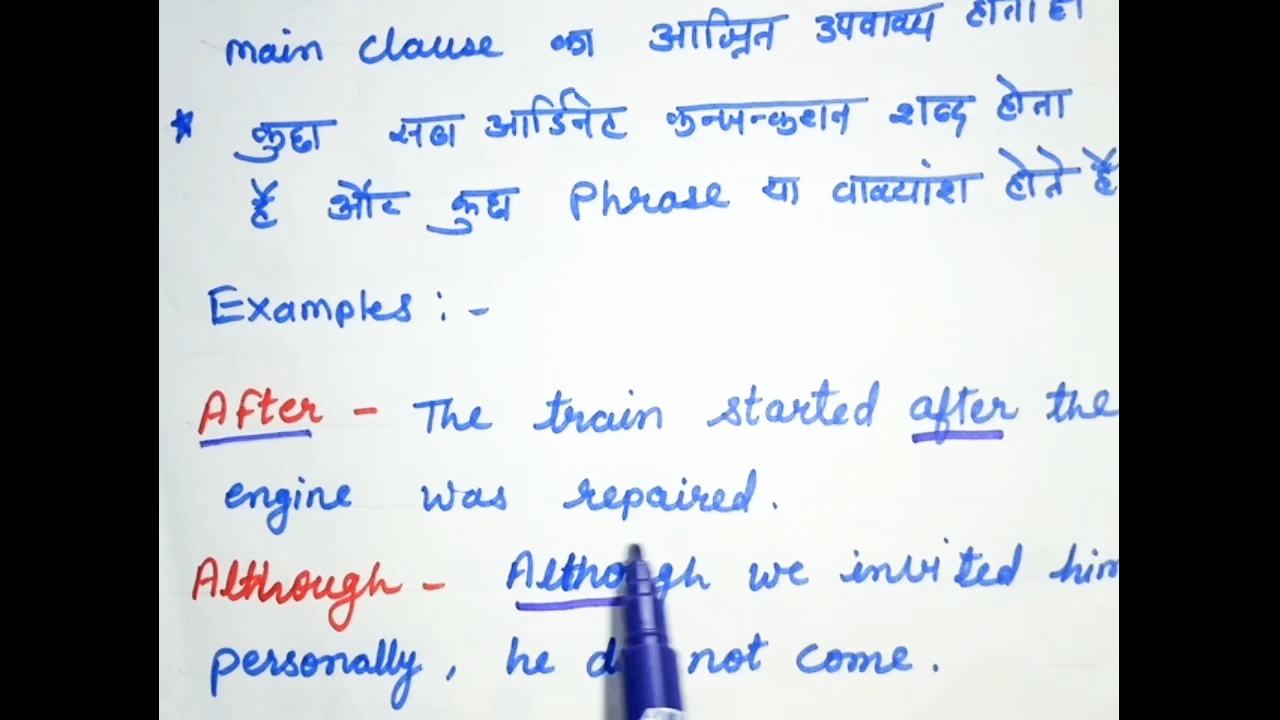 main clause का आश्रित उपवाक्य होता है
* कुछ सब आर्डिनेट कन्जन्कशन शब्द होता
हैं और कुछ Phrase या वाक्यांश होते हैं
Examples : -
After - The train started after the
engine was repaired.
Although - Although we invited him
personally, he not come.